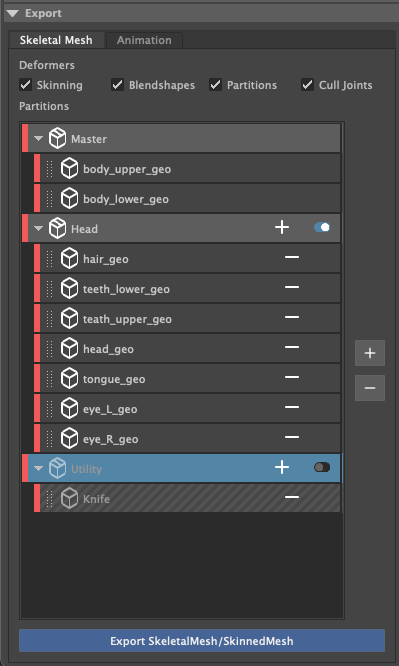 Export
Skeletal Mesh Animation
Deformers
Skinning Blendshapes Partitions Cull Joints
Partitions
Master
body_upper_geo
body_lower_geo
Head
hair_geo
teeth_lower_geo
teath_upper_geo
head_geo
tongue_geo
eye_L_geo
eye_R_geo
Utility
Knife
Export SkeletalMesh/SkinnedMesh